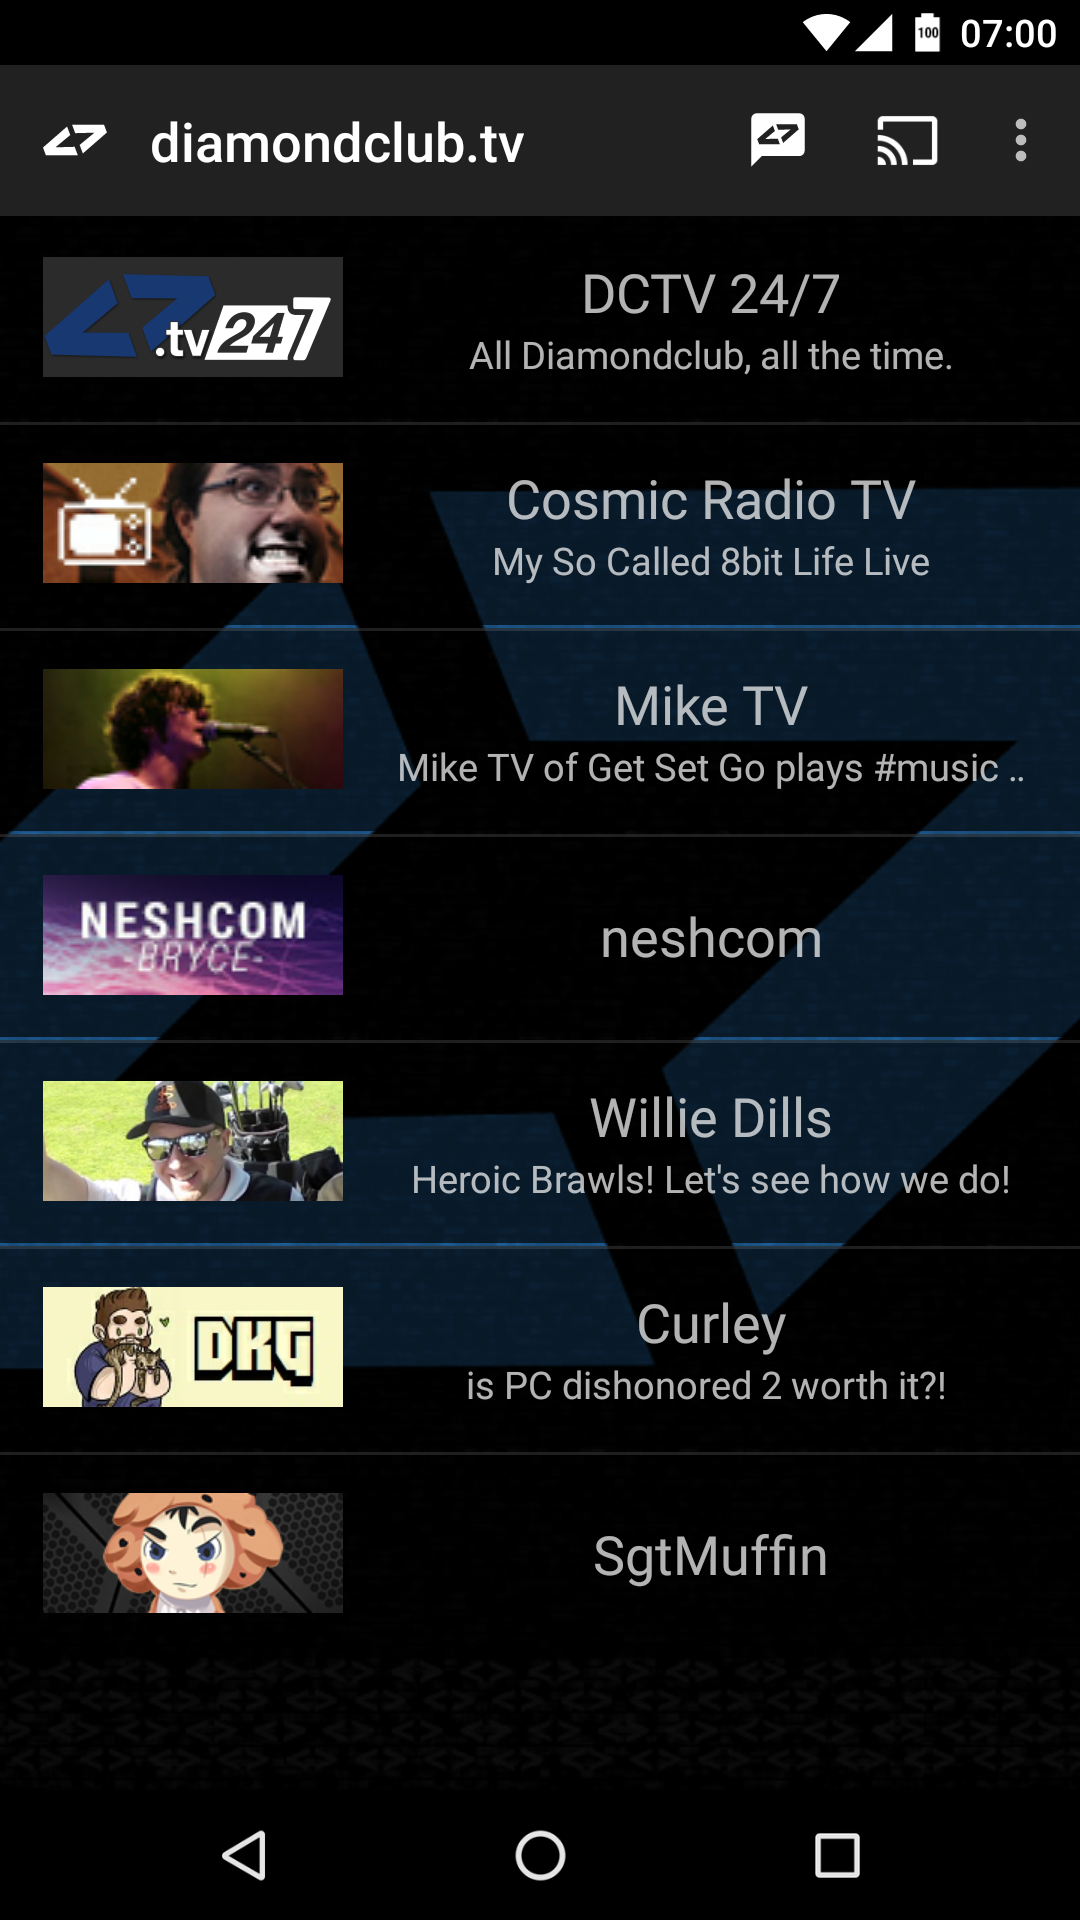 100 07:00
diamondclub.tv
.tv 247
DCTV 24/7
All Diamondclub, all the time.
Cosmic Radio TV
My So Called 8bit Life Live
Mike TV
Mike TV of Get Set Go plays #music ..
NESHCOM
-BRYCE-
neshcom
Willie Dills
Heroic Brawls! Let's see how we do!
DKG
Curley
is PC dishonored 2 worth it?!
SgtMuffin